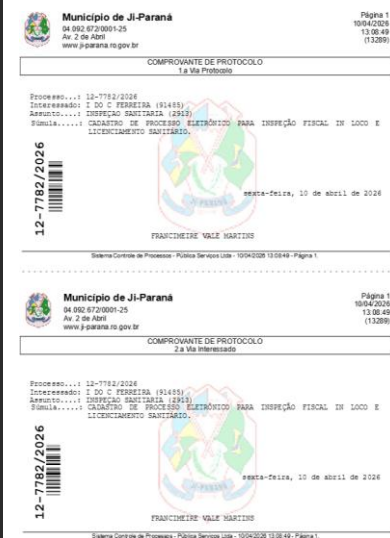 Município de Ji-Paraná
04.092.672/0001-25
Av. 2 de Abril
www.ji-parana.ro.gov.br
Página 1
10/04/2026
13:08:49
(13289)
COMPROVANTE DE PROTOCOLO
1.a Via Protocolo
Processo...: 12-7782/2026
Interessado: I DO C FERREIRA (91485)
Assunto....: INSPEÇÃO SANITARIA (2913)
Súmula.....: CADASTRO DE PROCESSO ELETRÔNICO PARA INSPEÇÃO FISCAL IN LOCO E
LICENCIAMENTO SANITÁRIO.
12-7782/2026
sexta-feira, 10 de abril de 2026
FRANCIMEIRE VALE MARTINS
Sistema Controle de Processos - Pública Serviços Ltda - 10/04/2026 13:08:49 - Página 1.
Município de Ji-Paraná
04.092.672/0001-25
Av. 2 de Abril
www.ji-parana.ro.gov.br
Página 1
10/04/2026
13:08:49
(13289)
COMPROVANTE DE PROTOCOLO
2.a Via Interessado
Processo...: 12-7782/2026
Interessado: I DO C FERREIRA (91485)
Assunto....: INSPEÇÃO SANITARIA (2913)
Súmula.....: CADASTRO DE PROCESSO ELETRÔNICO PARA INSPEÇÃO FISCAL IN LOCO E
LICENCIAMENTO SANITÁRIO.
12-7782/2026
sexta-feira, 10 de abril de 2026
FRANCIMEIRE VALE MARTINS
Sistema Controle de Processos - Pública Serviços Ltda - 10/04/2026 13:08:49 - Página 1.